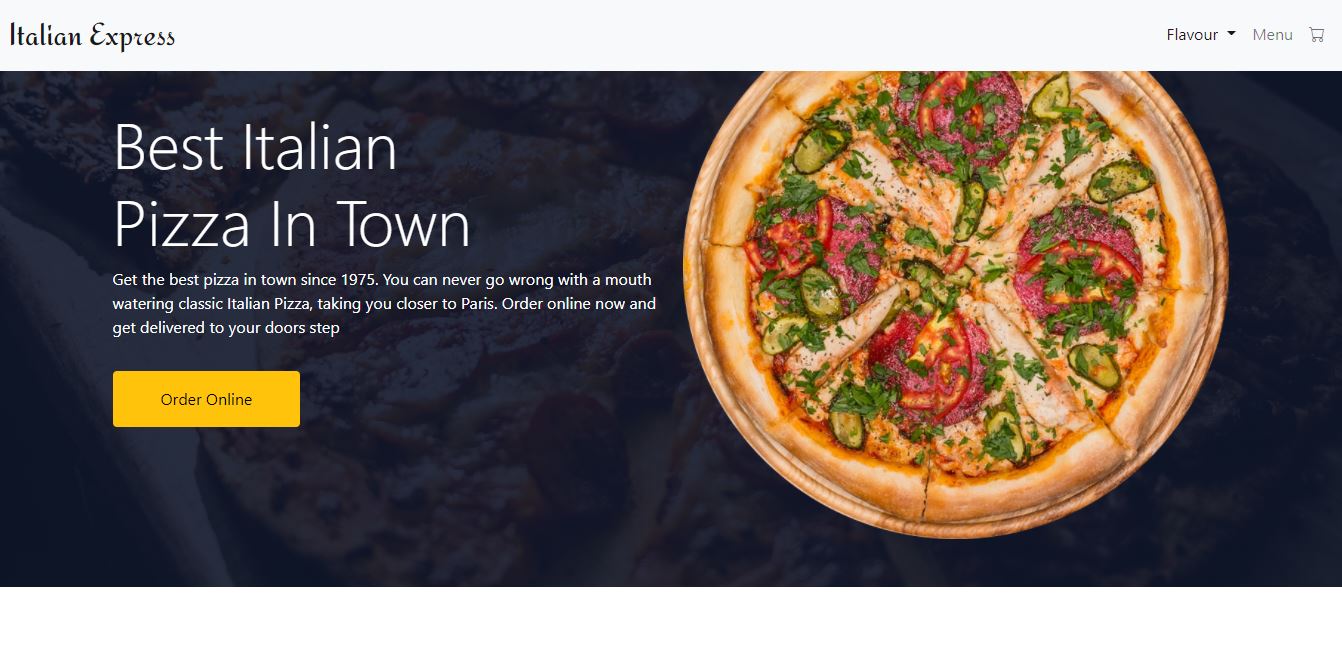 Italian Express
Flavour
Menu
Best Italian
Pizza In Town
Get the best pizza in town since 1975. You can never go wrong with a mouth
watering classic Italian Pizza, taking you closer to Paris. Order online now and
get delivered to your doors step
Order Online